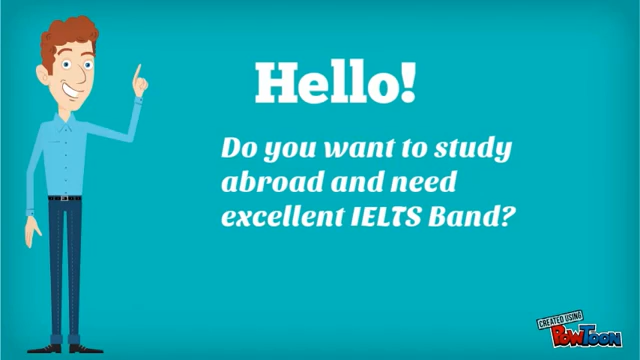 Hello!
Do you want to study
abroad and need
excellent IELTS Band?
CREATED USING
POWTOON